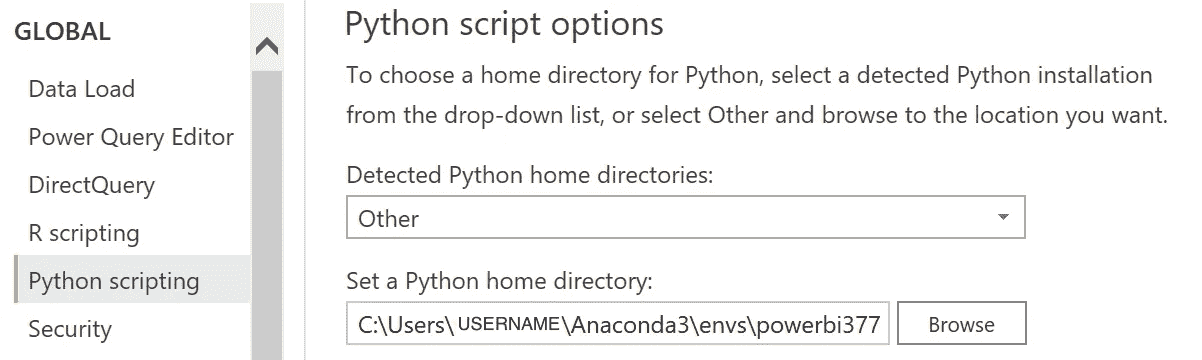 GLOBAL
Data Load
Power Query Editor
DirectQuery
R scripting
Python scripting
Security
Python script options
To choose a home directory for Python, select a detected Python installation
from the drop-down list, or select Other and browse to the location you want.
Detected Python home directories:
Other
Set a Python home directory:
C:\Users\ USERNAME\Anaconda3\envs\powerbi377
Browse